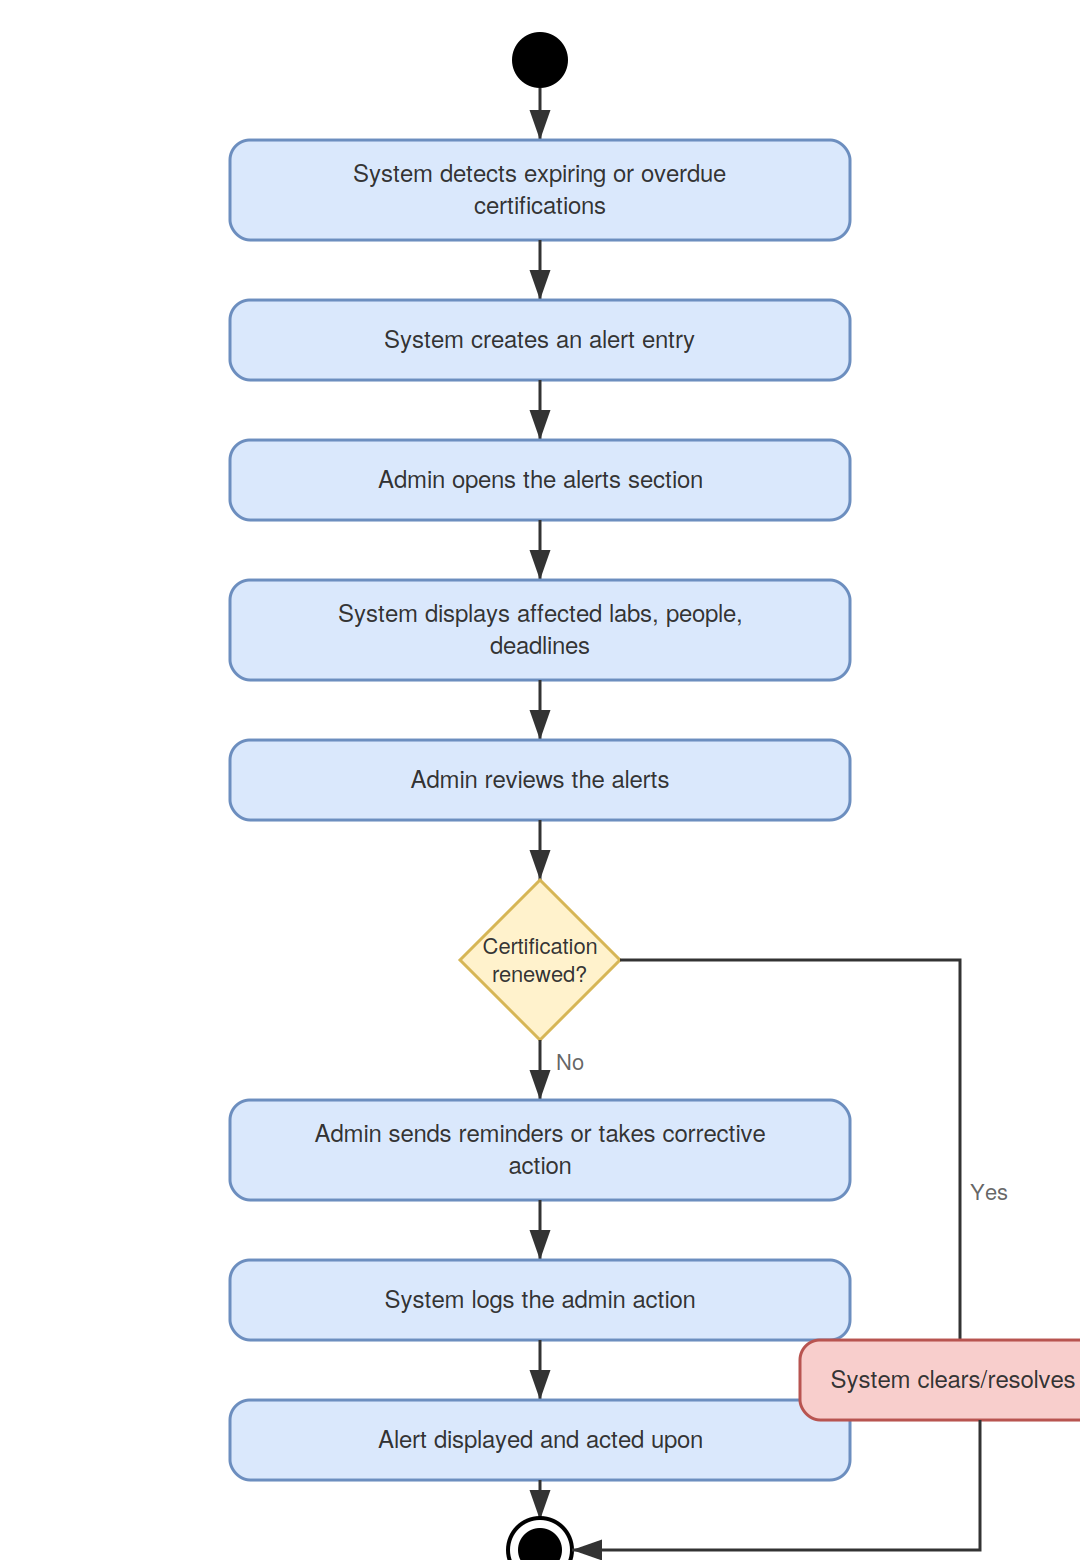 System detects expiring or overdue
certifications
System creates an alert entry
Admin opens the alerts section
System displays affected labs, people,
deadlines
Admin reviews the alerts
Certification
renewed?
No
Admin sends reminders or takes corrective
action
Yes
System logs the admin action
System clears/resolves
Alert displayed and acted upon